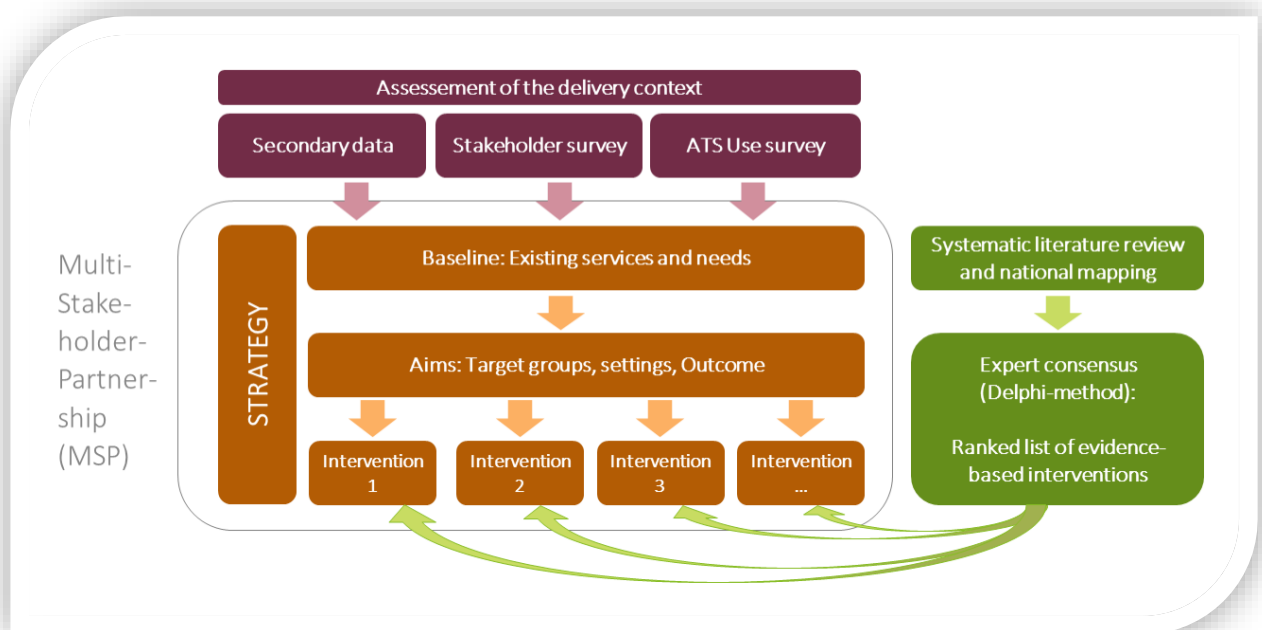 Assessement of the delivery context
Secondary data
Stakeholder survey
ATS Use survey
Multi-
Stake-
holder-
Partner-
ship
(MSP)
STRATEGY
Baseline: Existing services and needs
Aims: Target groups, settings, Outcome
Intervention
1
Intervention
2
Intervention
3
Intervention
...
Systematic literature review
and national mapping
Expert consensus
(Delphi-method):
Ranked list of evidence-
based interventions